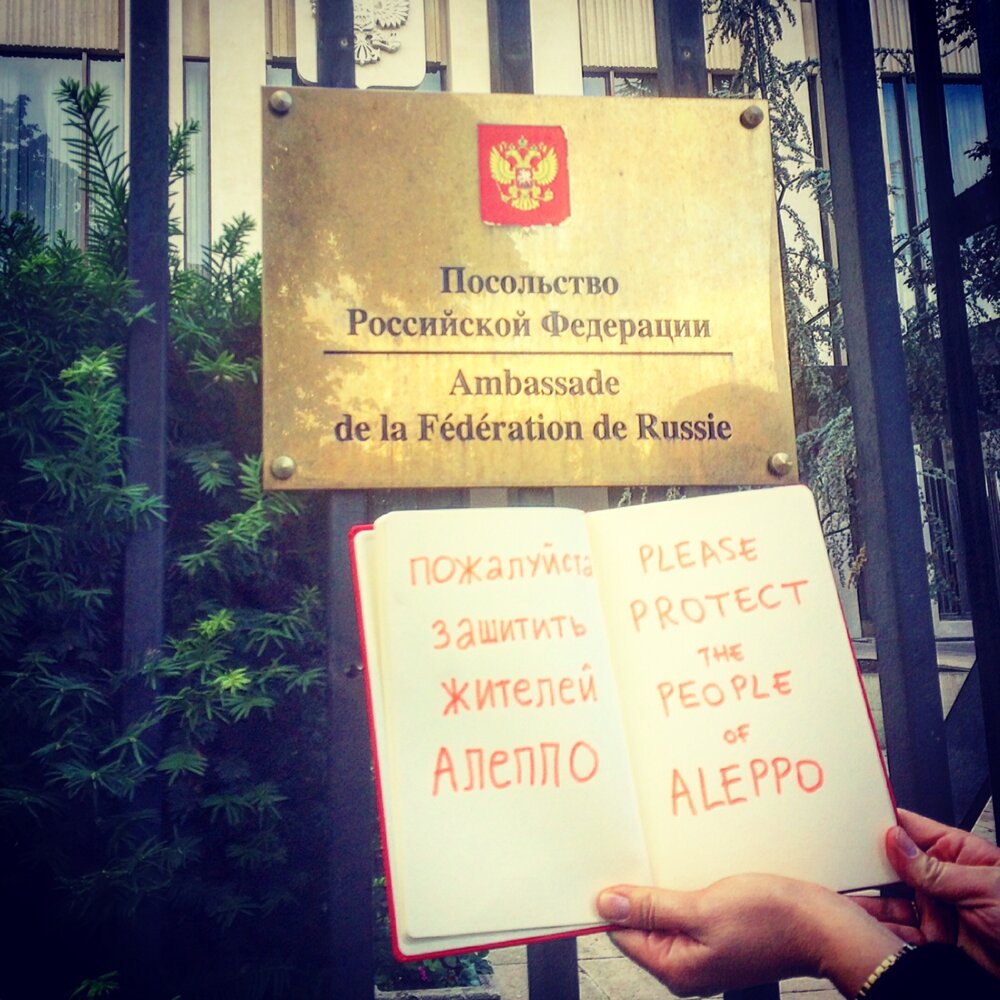 Посольство
Российской Федерации
Ambassade
de la Fédération de Russie
пожалуйста
зашитить
жителей
Алеппо
PLEASE
PROTECT
THE
PEOPLE
OF
ALEPPO